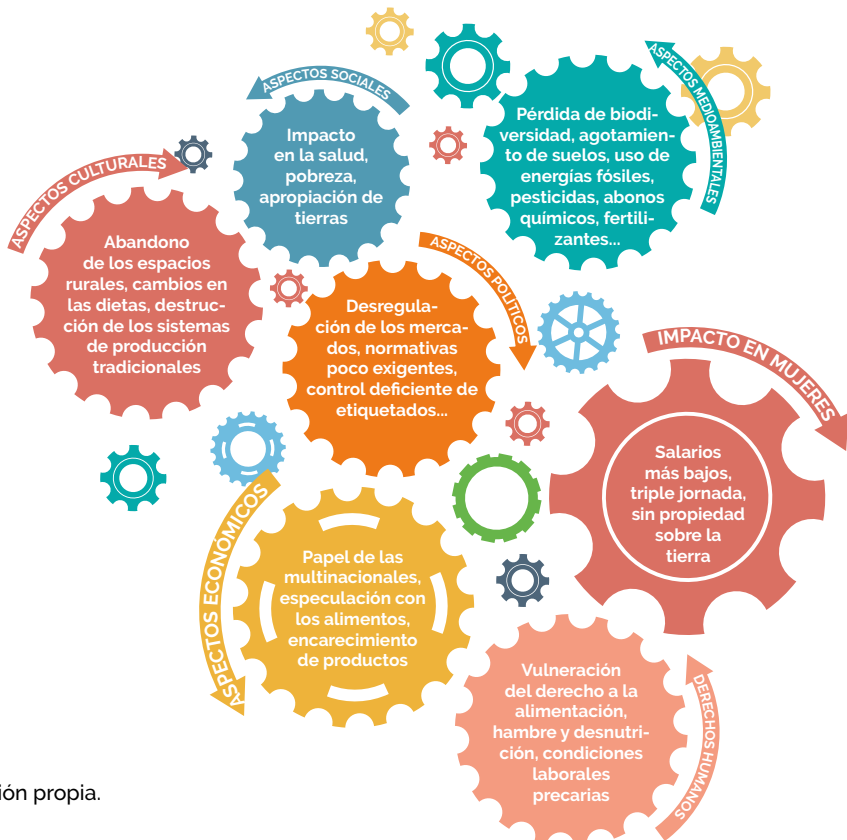 ASPECTOS SOCIALES
Impacto
en la salud,
pobreza,
apropiación de
tierras
ASPECTOS MEDIOAMBIENTALES
Pérdida de biodi-
versidad, agotamien-
to de suelos, uso de
energías fósiles,
pesticidas, abonos
químicos, fertili-
zantes...
ASPECTOS CULTURALES
Abandono
de los espacios
rurales, cambios en
las dietas, destruc-
ción de los sistemas
de producción
tradicionales
ASPECTOS POLÍTICOS
Desregula-
ción de los merca-
dos, normativas
poco exigentes,
control deficiente de
etiquetados...
IMPACTO EN MUJERES
Salarios
más bajos,
triple jornada,
sin propiedad
sobre la
tierra
ASPECTOS ECONÓMICOS
Papel de las
multinacionales,
especulación con
los alimentos,
encarecimiento
de productos
DERECHOS HUMANOS
Vulneración
del derecho a la
alimentación,
hambre y desnutri-
ción, condiciones
laborales
precarias
ión propia.